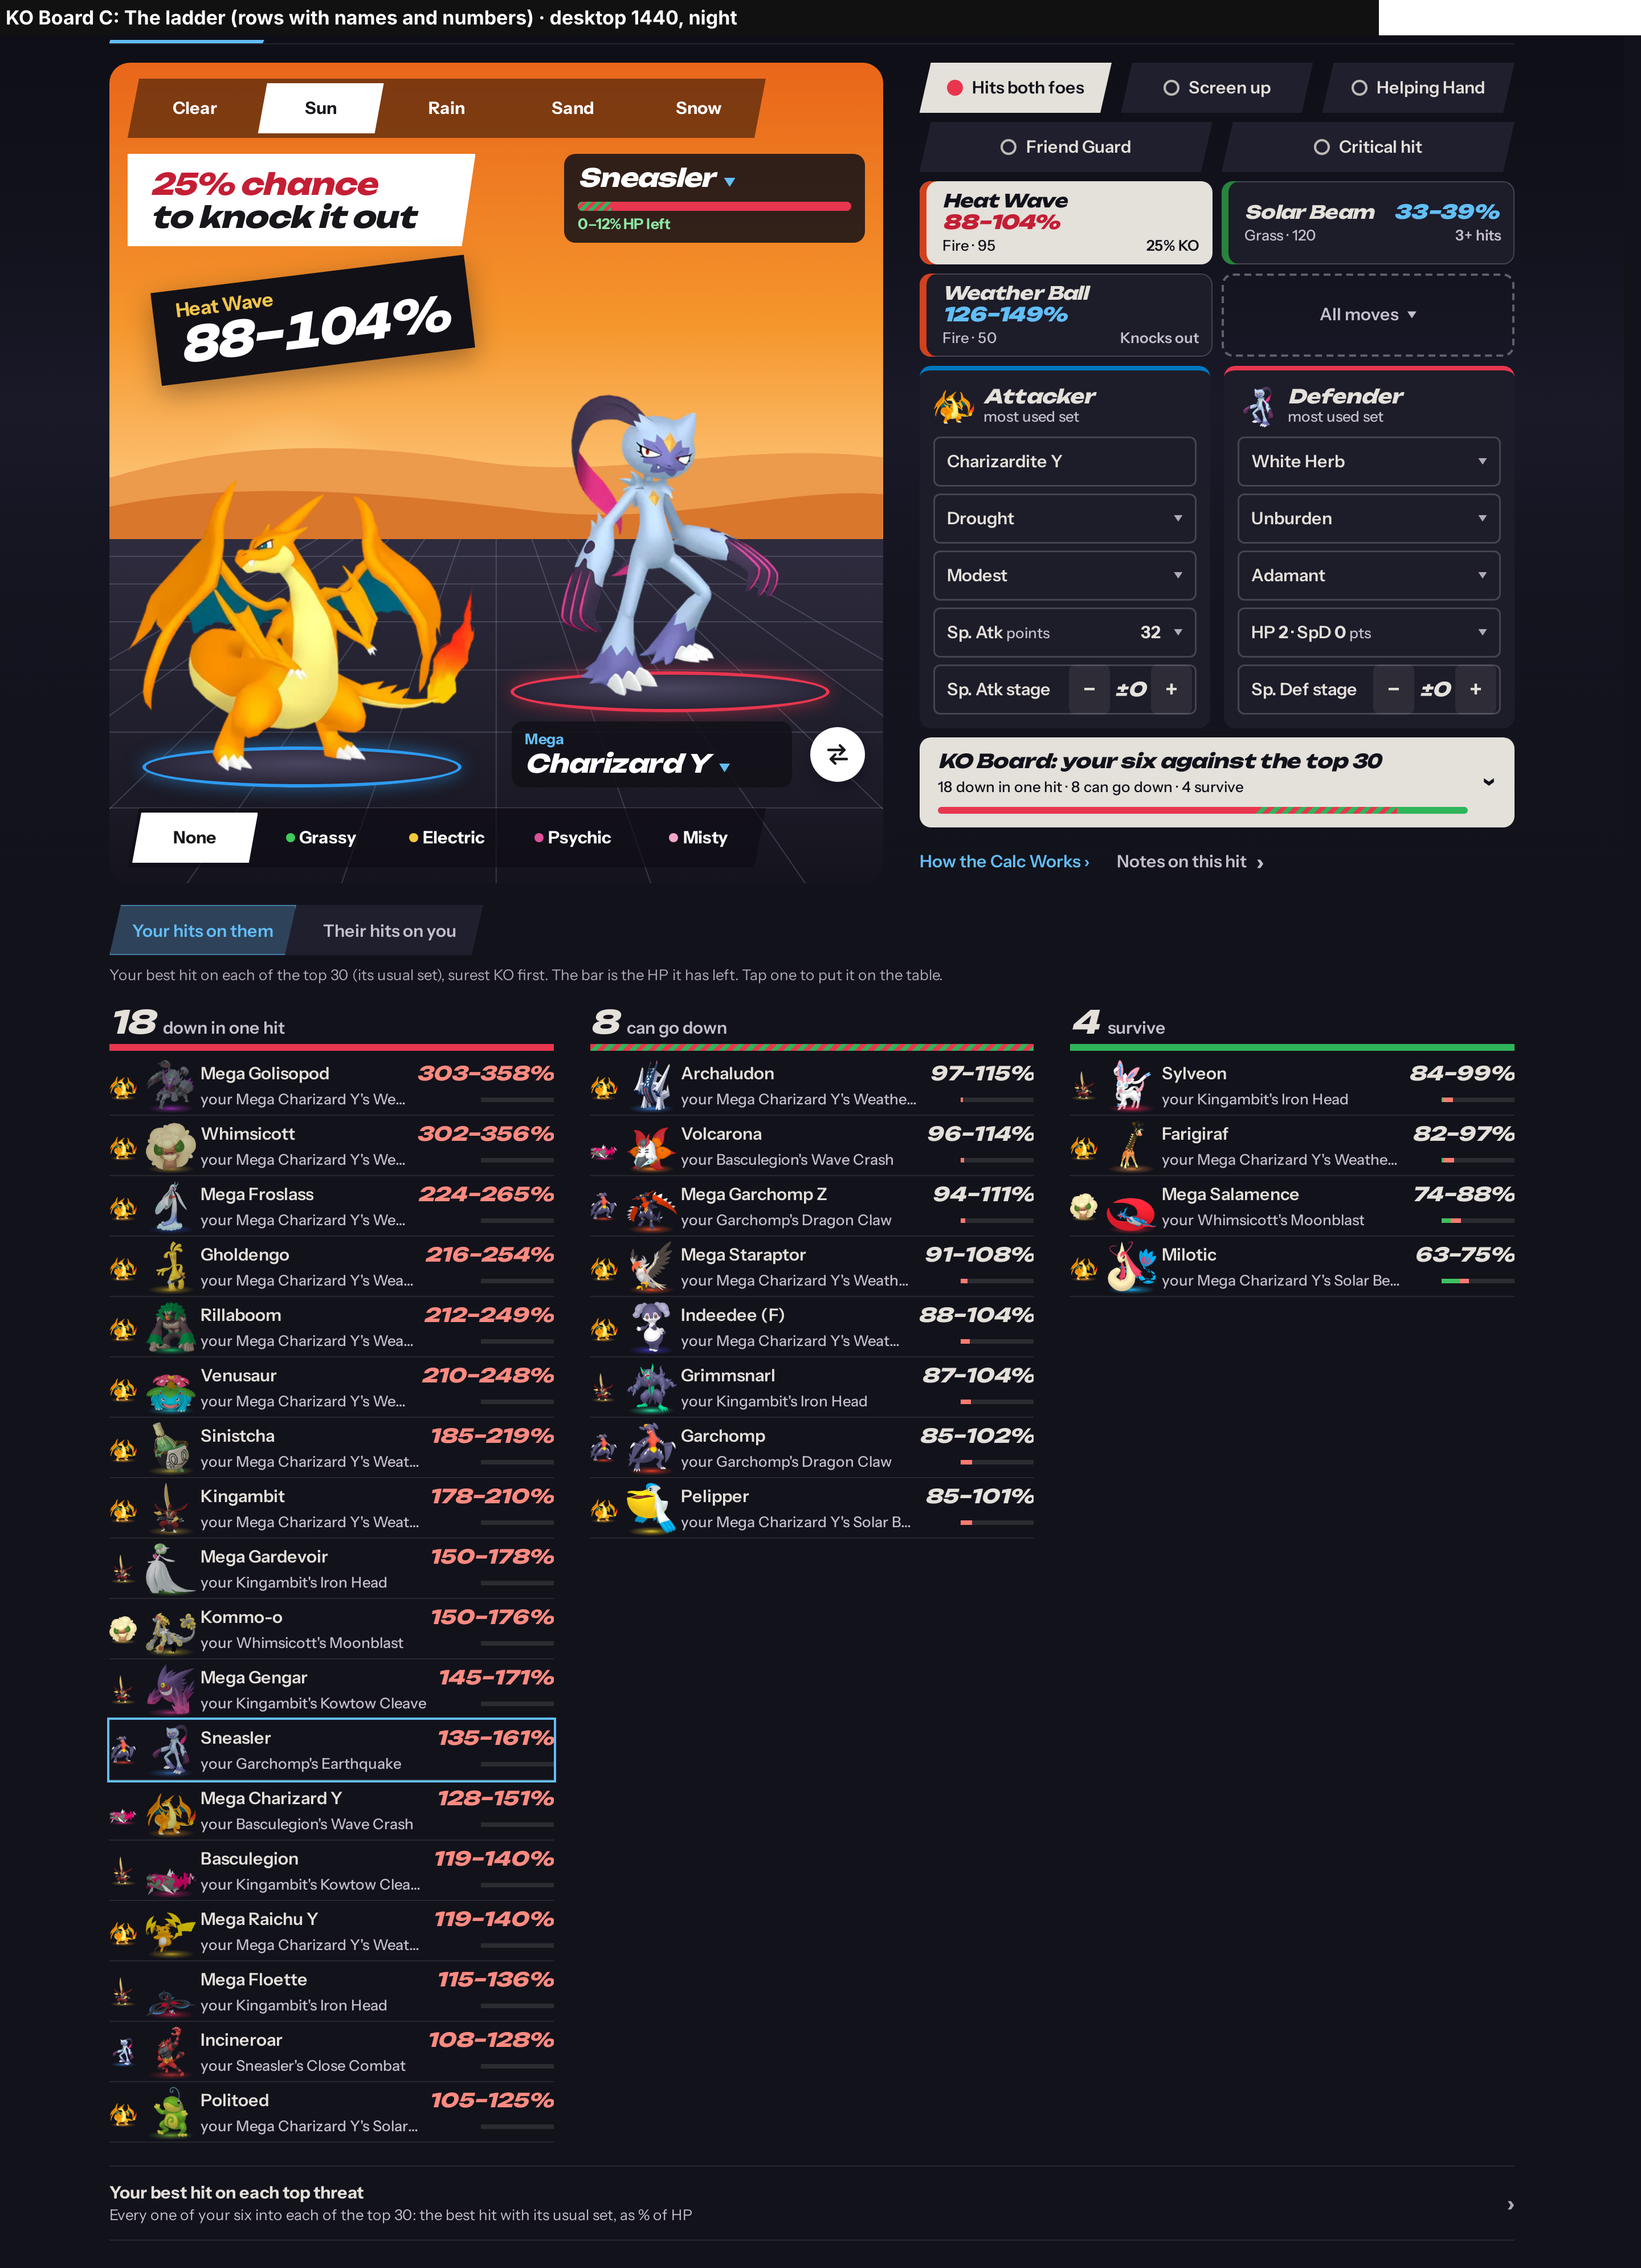 KO Board C: The ladder (rows with names and numbers) · desktop 1440, night
Clear
Sun
Rain
Sand
Snow
25% chance
to knock it out
Sneasler
0–12% HP left
Heat Wave
88–104%
Mega
Charizard Y
None
Grassy
Electric
Psychic
Misty
Hits both foes
Screen up
Helping Hand
Friend Guard
Critical hit
Heat Wave
88–104%
Fire · 95
25% KO
Solar Beam
33–39%
Grass · 120
3+ hits
Weather Ball
126–149%
Fire · 50
Knocks out
All moves
Attacker
most used set
Charizardite Y
Drought
Modest
Sp. Atk points 32
Sp. Atk stage − ±0 +
Defender
most used set
White Herb
Unburden
Adamant
HP 2 · SpD 0 pts
Sp. Def stage − ±0 +
KO Board: your six against the top 30
18 down in one hit · 8 can go down · 4 survive
How the Calc Works ›
Notes on this hit ›
Your hits on them
Their hits on you
Your best hit on each of the top 30 (its usual set), surest KO first. The bar is the HP it has left. Tap one to put it on the table.
18 down in one hit
Mega Golisopod 303–358%
your Mega Charizard Y's We...
Whimsicott 302–356%
your Mega Charizard Y's We...
Mega Froslass 224–265%
your Mega Charizard Y's We...
Gholdengo 216–254%
your Mega Charizard Y's Wea...
Rillaboom 212–249%
your Mega Charizard Y's Wea...
Venusaur 210–248%
your Mega Charizard Y's We...
Sinistcha 185–219%
your Mega Charizard Y's Weat...
Kingambit 178–210%
your Mega Charizard Y's Weat...
Mega Gardevoir 150–178%
your Kingambit's Iron Head
Kommo-o 150–176%
your Whimsicott's Moonblast
Mega Gengar 145–171%
your Kingambit's Kowtow Cleave
Sneasler 135–161%
your Garchomp's Earthquake
Mega Charizard Y 128–151%
your Basculegion's Wave Crash
Basculegion 119–140%
your Kingambit's Kowtow Clea...
Mega Raichu Y 119–140%
your Mega Charizard Y's Weat...
Mega Floette 115–136%
your Kingambit's Iron Head
Incineroar 108–128%
your Sneasler's Close Combat
Politoed 105–125%
your Mega Charizard Y's Solar...
8 can go down
Archaludon 97–115%
your Mega Charizard Y's Weathe...
Volcarona 96–114%
your Basculegion's Wave Crash
Mega Garchomp Z 94–111%
your Garchomp's Dragon Claw
Mega Staraptor 91–108%
your Mega Charizard Y's Weath...
Indeedee (F) 88–104%
your Mega Charizard Y's Weat...
Grimmsnarl 87–104%
your Kingambit's Iron Head
Garchomp 85–102%
your Garchomp's Dragon Claw
Pelipper 85–101%
your Mega Charizard Y's Solar B...
4 survive
Sylveon 84–99%
your Kingambit's Iron Head
Farigiraf 82–97%
your Mega Charizard Y's Weathe...
Mega Salamence 74–88%
your Whimsicott's Moonblast
Milotic 63–75%
your Mega Charizard Y's Solar Be...
Your best hit on each top threat
Every one of your six into each of the top 30: the best hit with its usual set, as % of HP